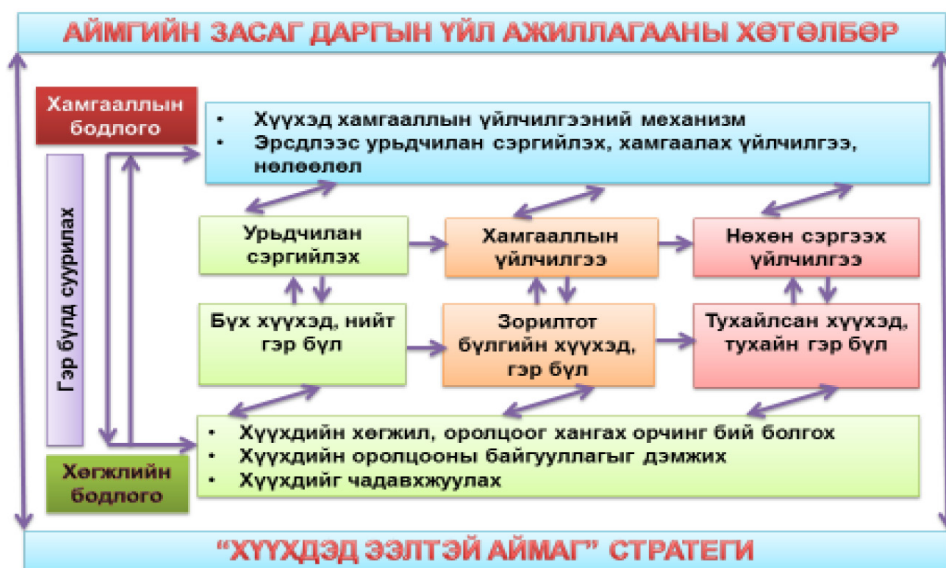 АЙМГИЙН ЗАСАГ ДАРГЫН ҮЙЛ АЖИЛЛАГААНЫ ХӨТӨЛБӨР
Хамгааллын
бодлого
• Хүүхэд хамгааллын үйлчилгээний механизм
• Эрсдлээс урьдчилан сэргийлэх, хамгаалах үйлчилгээ,
нөлөөлөл
Гэр бүлд суурилах
Урьдчилан
сэргийлэх
Хамгааллын
үйлчилгээ
Нөхөн сэргээх
үйлчилгээ
Бүх хүүхэд, нийт
гэр бүл
Зорилтот
бүлгийн хүүхэд,
гэр бүл
Тухайлсан хүүхэд,
тухайн гэр бүл
• Хүүхдийн хөгжил, оролцоог хангах орчинг бий болгох
• Хүүхдийн оролцооны байгууллагыг дэмжих
• Хүүхдийг чадавхжуулах
Хөгжлийн
бодлого
“ХҮҮХДЭД ЭЭЛТЭЙ АЙМАГ” СТРАТЕГИ